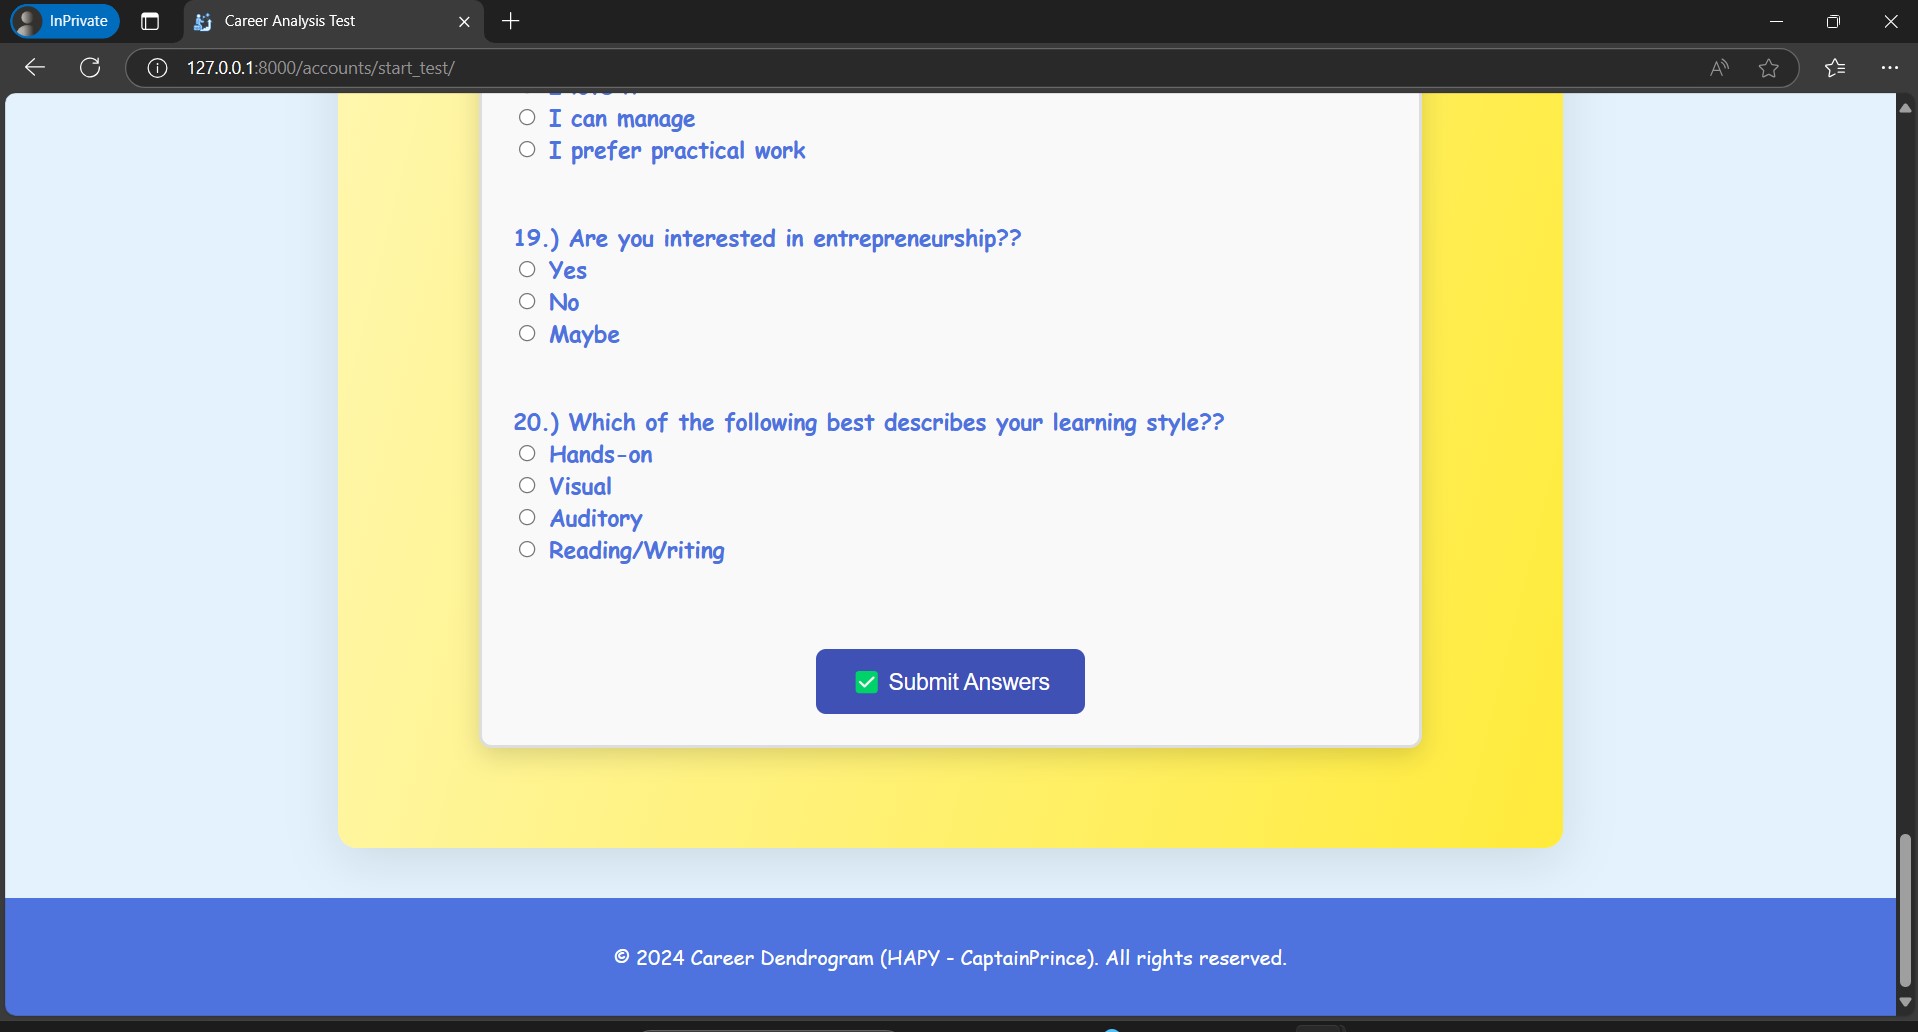 InPrivate
Career Analysis Test
127.0.0.1:8000/accounts/start_test/
I can manage
I prefer practical work
19.) Are you interested in entrepreneurship??
Yes
No
Maybe
20.) Which of the following best describes your learning style??
Hands-on
Visual
Auditory
Reading/Writing
Submit Answers
© 2024 Career Dendrogram (HAPY - CaptainPrince). All rights reserved.